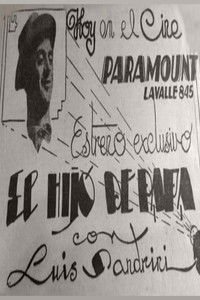 Hoy en el Cine
PARAMOUNT
LAVALLE 845
Estreno exclusivo
EL HIJO DE PAPA
con
Luis Sandrini